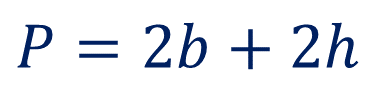 P = 2b + 2h